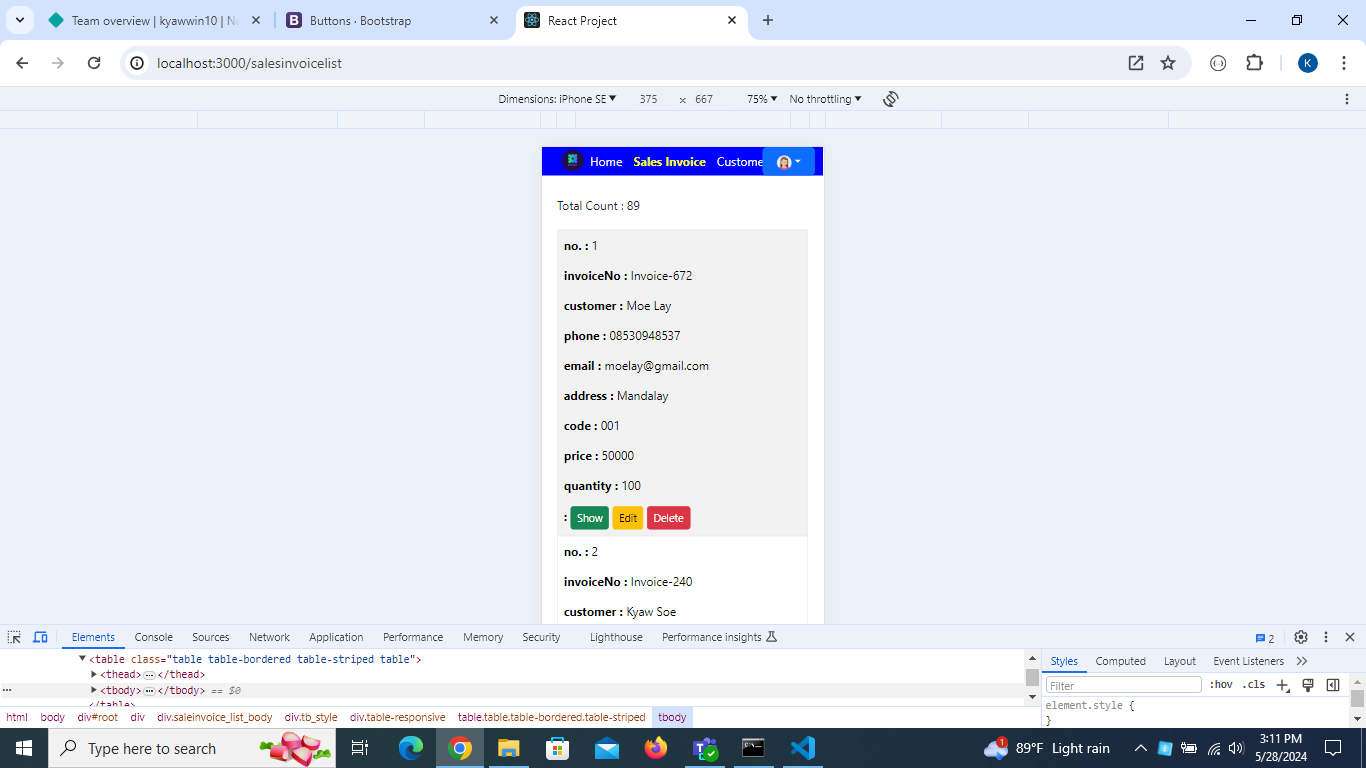 Team overview | kyawwin10 | Ne
Buttons · Bootstrap
React Project
localhost:3000/salesinvoicelist
K
Dimensions: iPhone SE ▼ 375 × 667 75% ▼ No throttling ▼
Home Sales Invoice Custome
Total Count : 89
no. : 1
invoiceNo : Invoice-672
customer : Moe Lay
phone : 08530948537
email : moelay@gmail.com
address : Mandalay
code : 001
price : 50000
quantity : 100
: Show Edit Delete
no. : 2
invoiceNo : Invoice-240
customer : Kyaw Soe
Elements Console Sources Network Application Performance Memory Security Lighthouse Performance insights 2
<table class="table table-bordered table-striped table">
<thead>…</thead>
<tbody>…</tbody> == $0
</table>
html body div#root div div.saleinvoice_list_body div.tb_style div.table-responsive table.table.table-bordered.table-striped tbody
Styles Computed Layout Event Listeners
Filter :hov .cls
element.style {
}
Type here to search
1
89°F Light rain
3:11 PM
5/28/2024